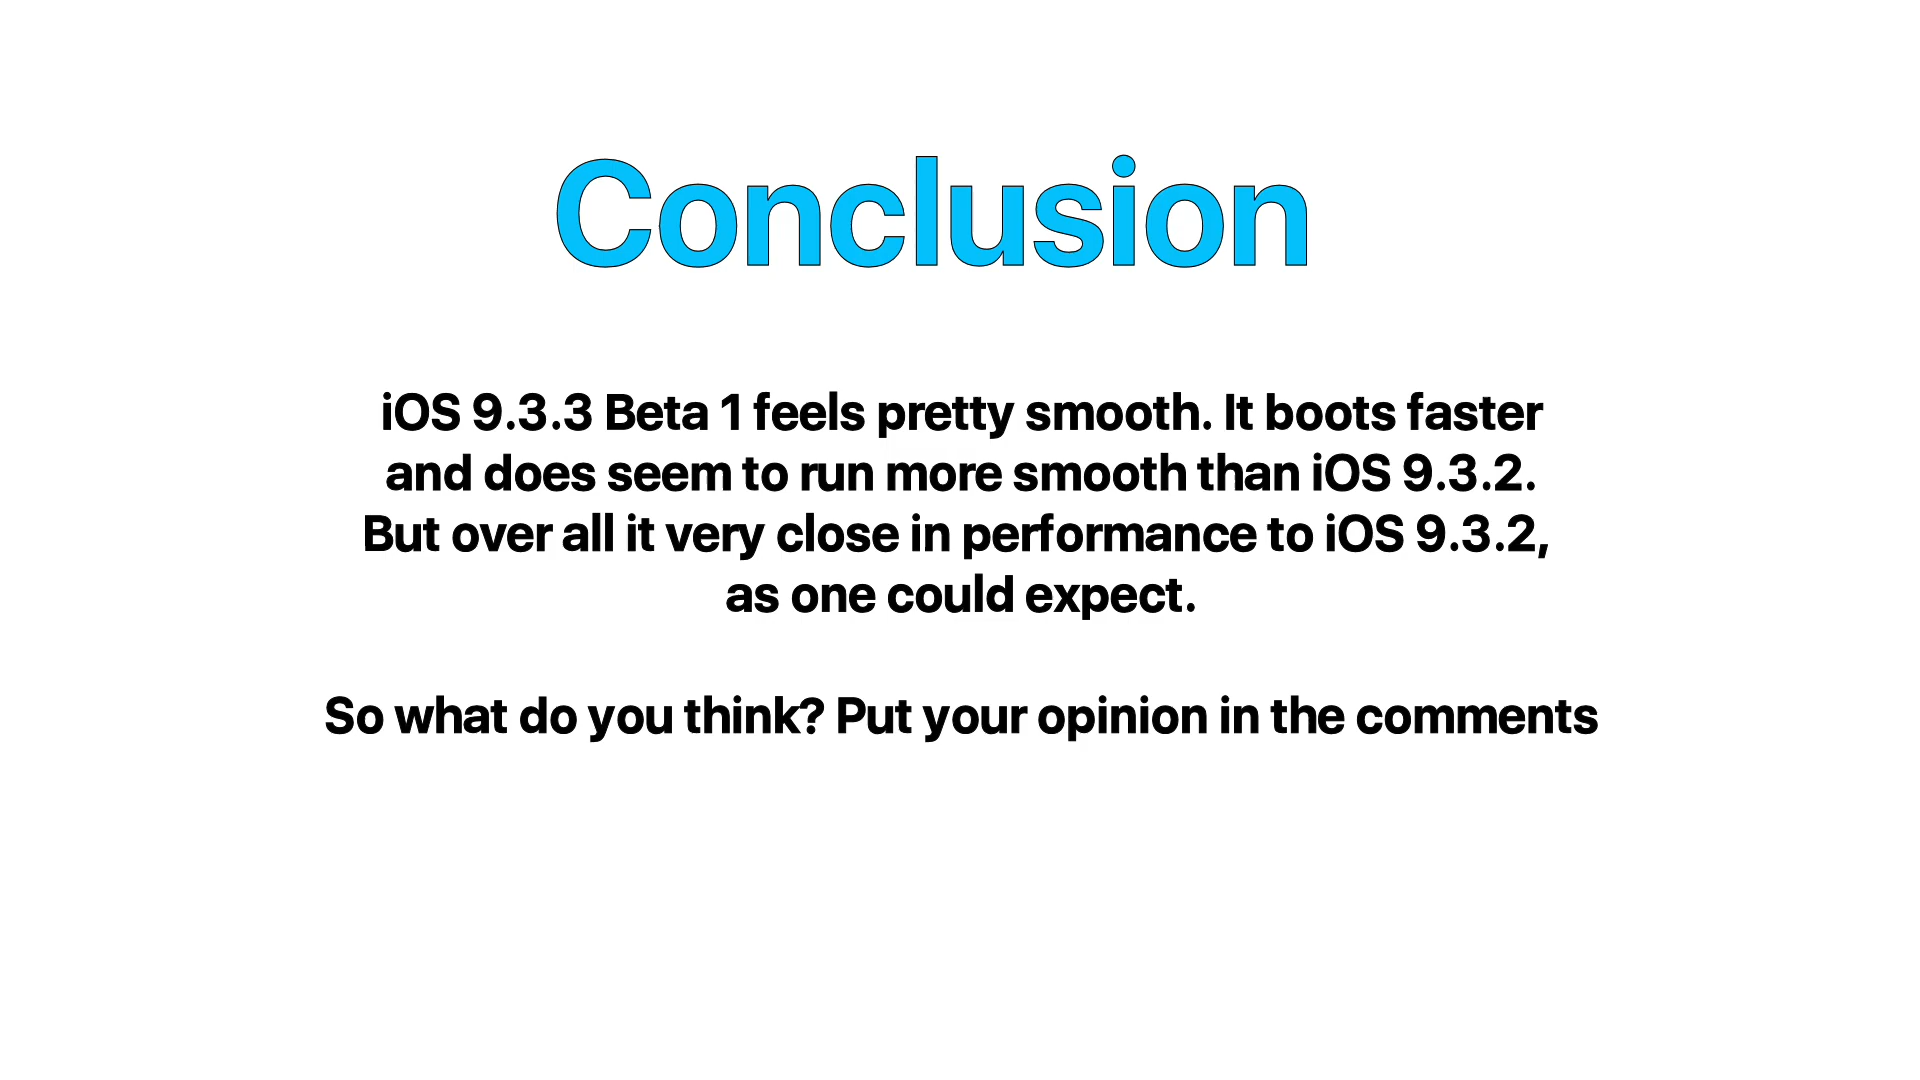 Conclusion
iOS 9.3.3 Beta 1 feels pretty smooth. It boots faster
and does seem to run more smooth than iOS 9.3.2.
But over all it very close in performance to iOS 9.3.2,
as one could expect.
So what do you think? Put your opinion in the comments